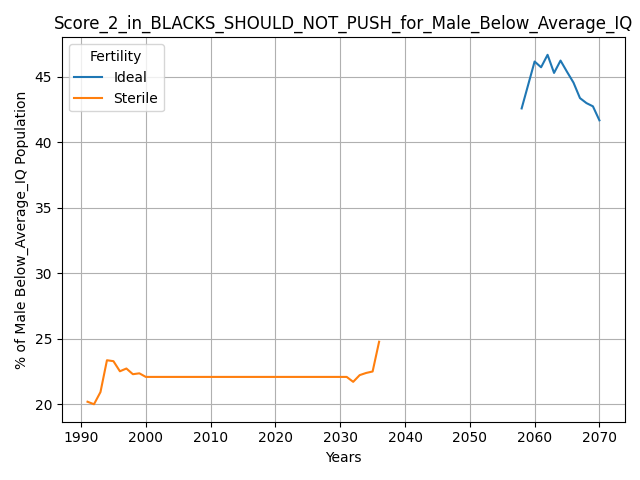 Score_2_in_BLACKS_SHOULD_NOT_PUSH_for_Male_Below_Average_IQ
Fertility
Ideal
Sterile
% of Male Below_Average_IQ Population
45
40
35
30
25
20
1990 2000 2010 2020 2030 2040 2050 2060 2070
Years